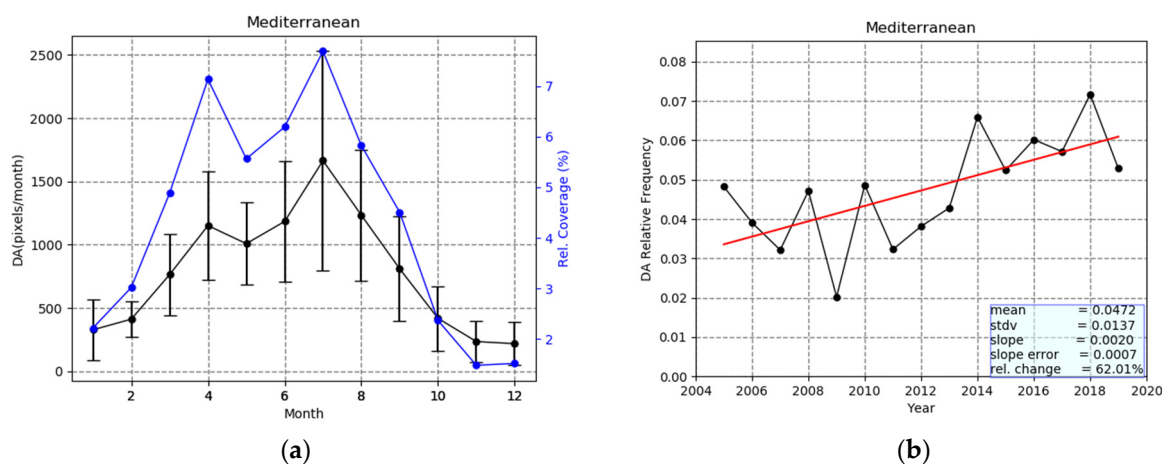 Mediterranean
2500
2000
1500
1000
500
0
DA(pixels/month)
7
6
5
4
3
2
Rel. Coverage (%)
2 4 6 8 10 12
Month
(a)
Mediterranean
0.08
0.07
0.06
0.05
0.04
0.03
0.02
0.01
0.00
DA Relative Frequency
mean = 0.0472
stdv = 0.0137
slope = 0.0020
slope error = 0.0007
rel. change = 62.01%
2004 2006 2008 2010 2012 2014 2016 2018 2020
Year
(b)